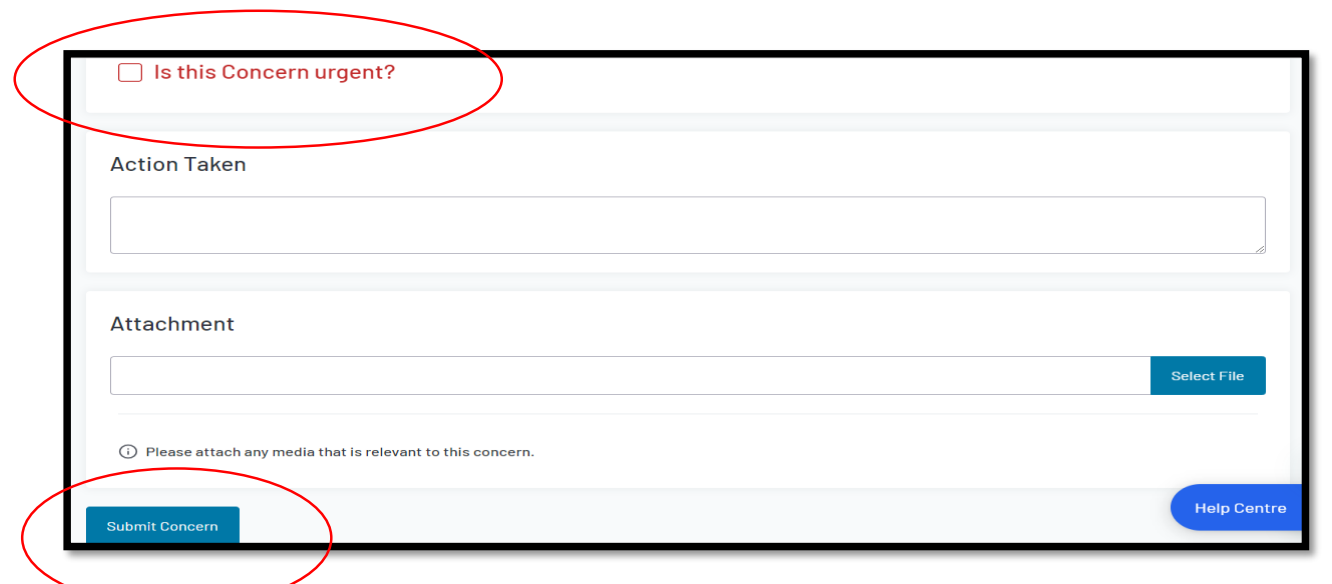 Is this Concern urgent?
Action Taken
Attachment
Select File
Please attach any media that is relevant to this concern.
Submit Concern
Help Centre